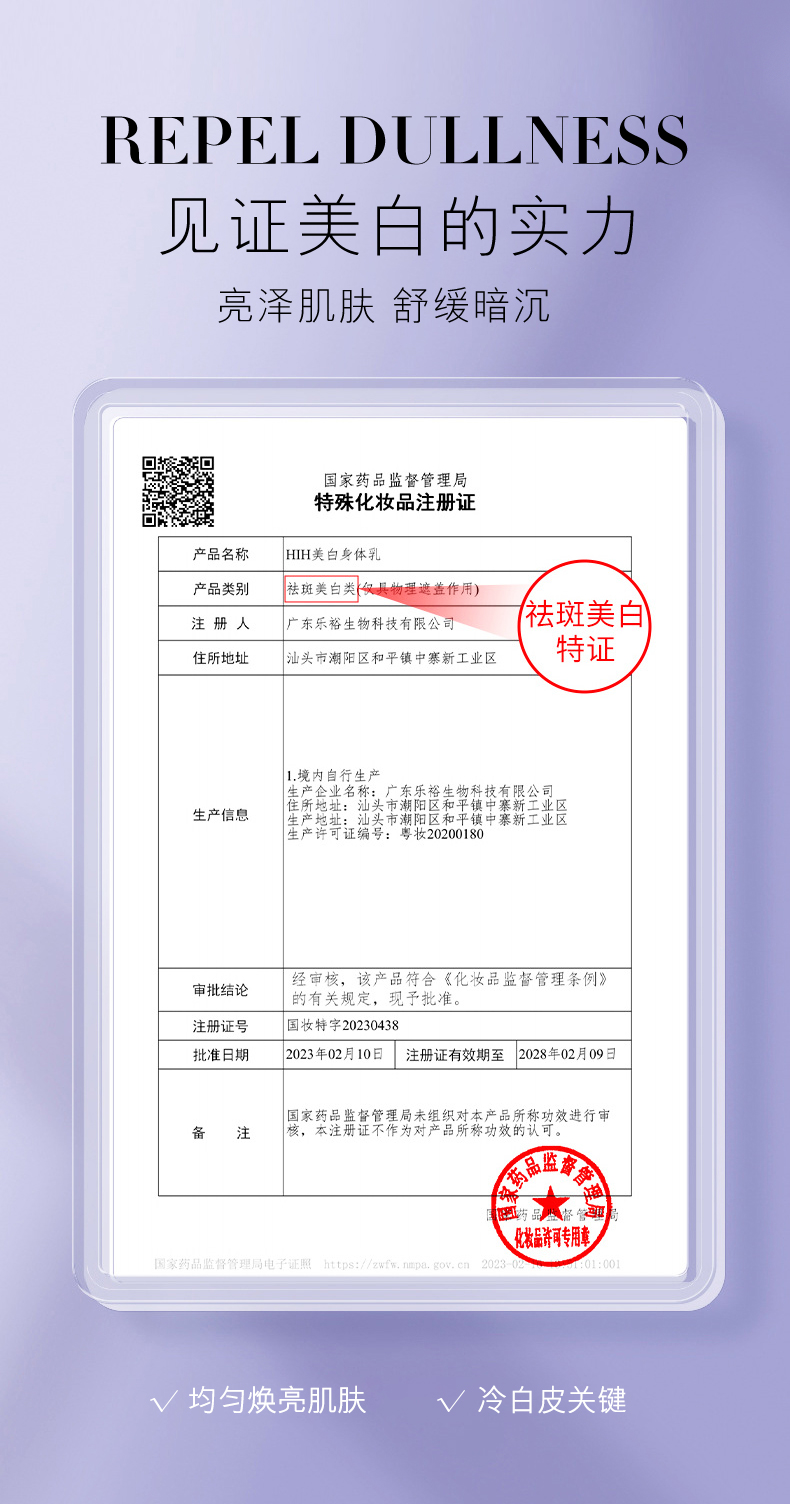 REPEL DULLNESS
见证美白的实力
亮泽肌肤 舒缓暗沉
国家药品监督管理局
特殊化妆品注册证
产品名称 HIH美白身体乳
产品类别 祛斑美白类(仅具物理遮盖作用)
祛斑美白
特证
注 册 人 广东乐裕生物科技有限公司
住所地址 汕头市潮阳区和平镇中寨新工业区
生产信息
1.境内自行生产
生产企业名称：广东乐裕生物科技有限公司
住所地址：汕头市潮阳区和平镇中寨新工业区
生产地址：汕头市潮阳区和平镇中寨新工业区
生产许可证编号：粤妆20200180
审批结论
经审核，该产品符合《化妆品监督管理条例》
的有关规定，现予批准。
注册证号 国妆特字20230438
批准日期 2023年02月10日 注册证有效期至 2028年02月09日
备 注
国家药品监督管理局未组织对本产品所称功效进行审
核，本注册证不作为对产品所称功效的认可。
国家药品监督管理局
国家药品监督管理局
化妆品许可专用章
国家药品监督管理局电子证照 https://zwfw.nmpa.gov.cn 2023-02-
:01:01:001
√ 均匀焕亮肌肤 √ 冷白皮关键